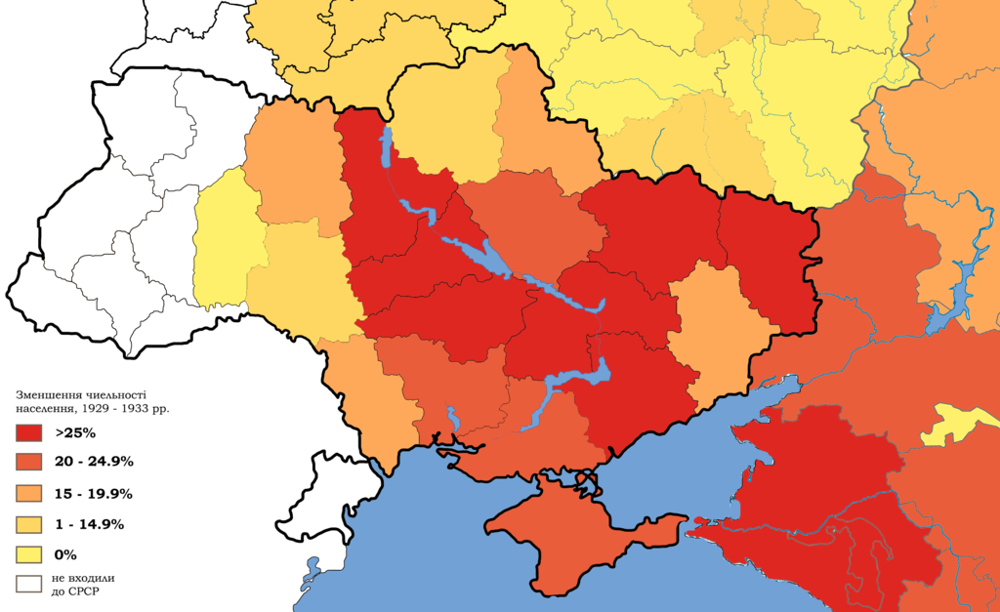 Зменшення чиельності
населення, 1929 - 1933 рр.
>25%
20 - 24.9%
15 - 19.9%
1 - 14.9%
0%
не входили
до СРСР